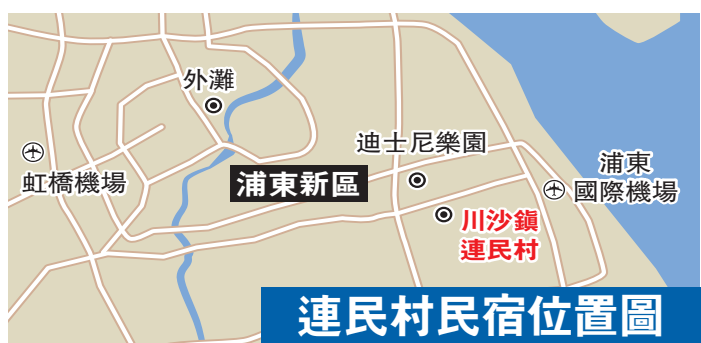 外灘
虹橋機場
浦東新區
迪士尼樂園
浦東
國際機場
川沙鎮
連民村
連民村民宿位置圖